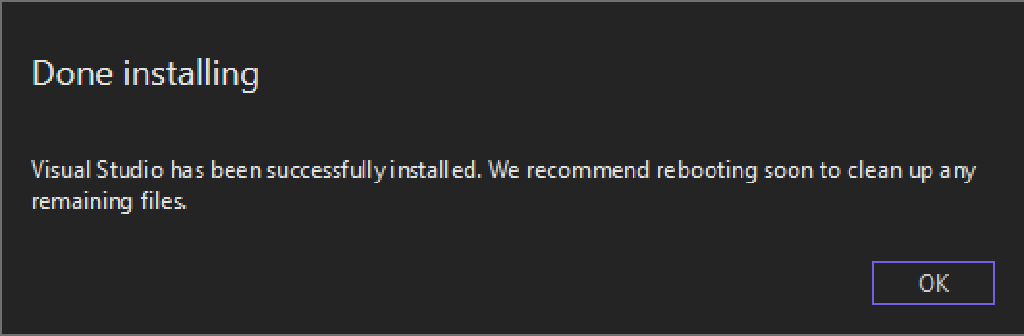 Done installing
Visual Studio has been successfully installed. We recommend rebooting soon to clean up any
remaining files.
OK